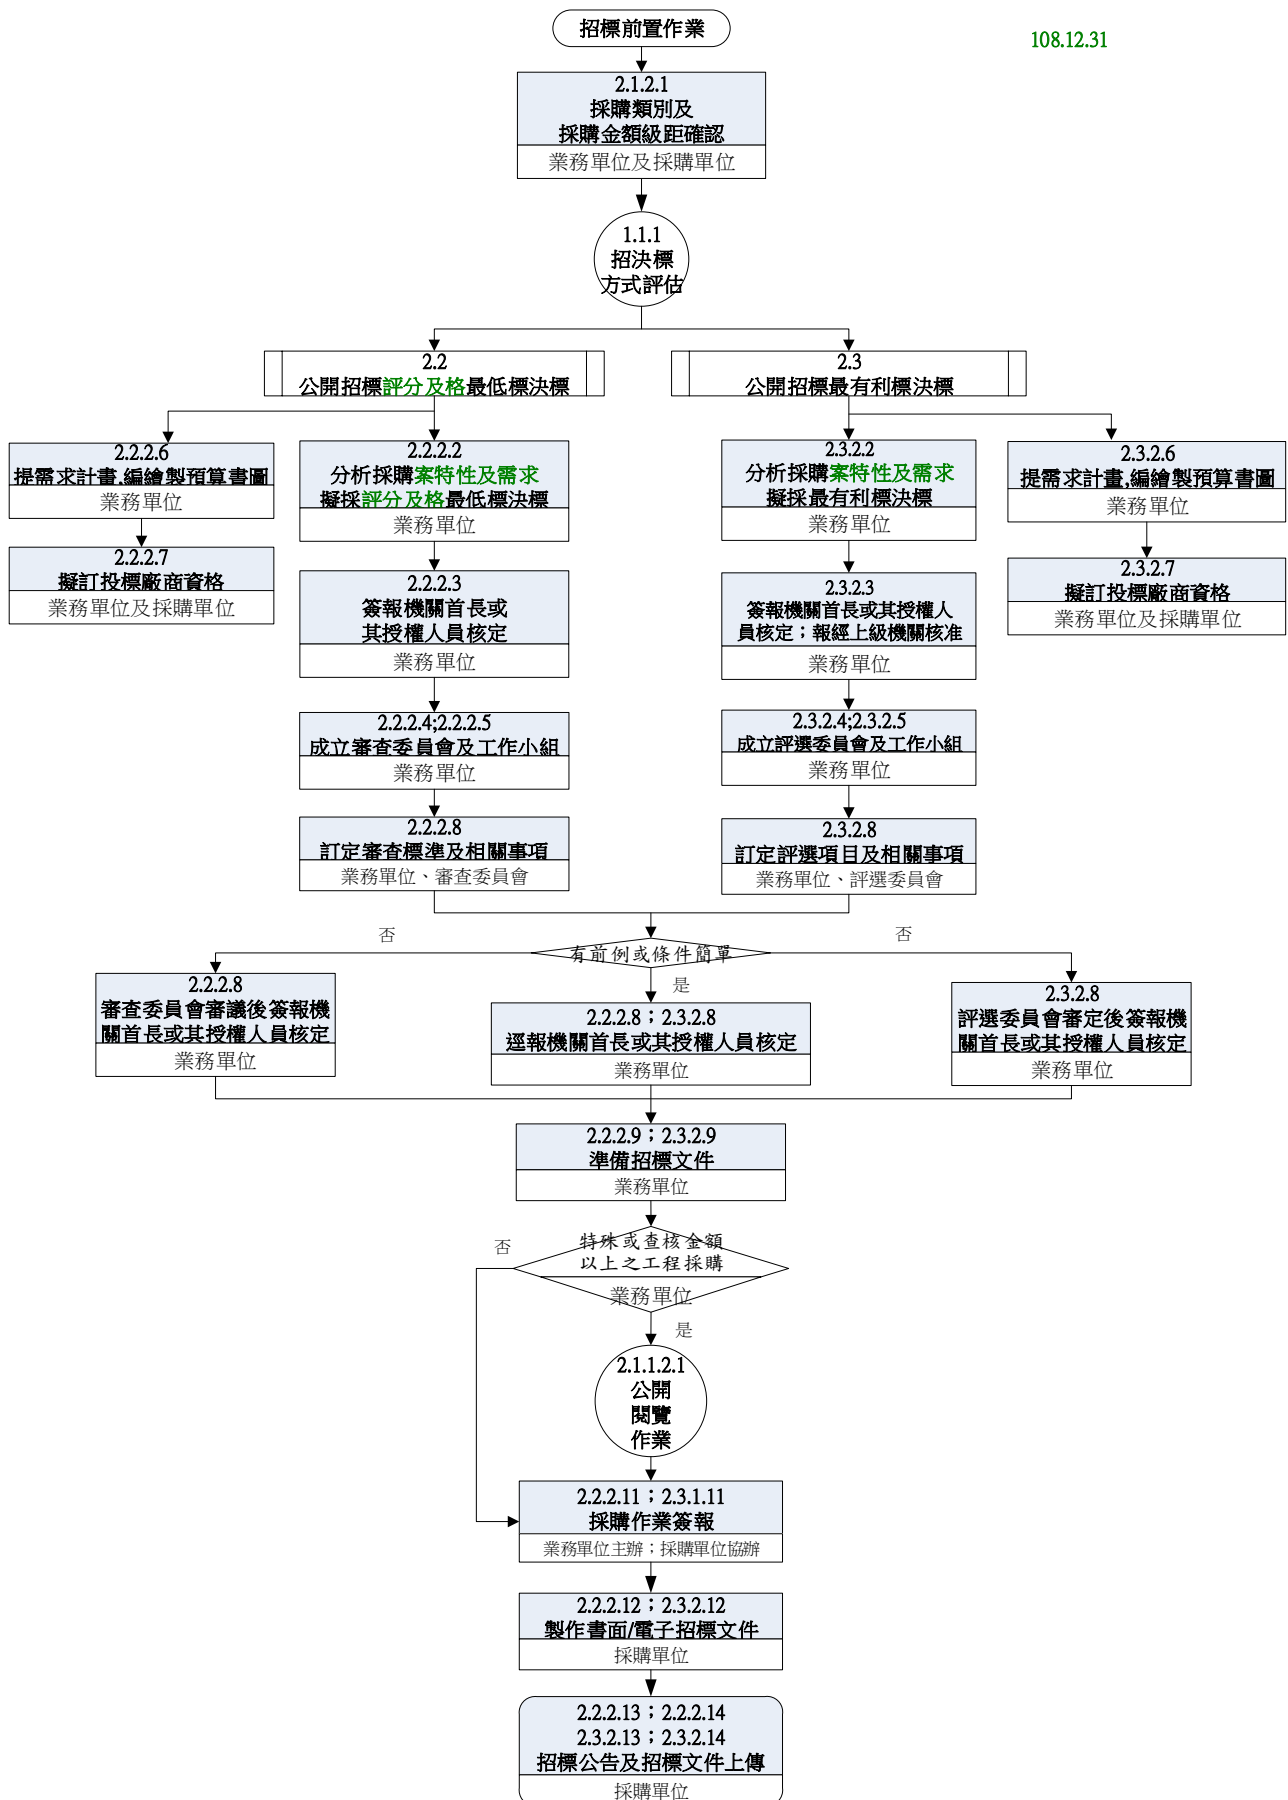 招標前置作業
108.12.31
2.1.2.1
採購類別及
採購金額級距確認
業務單位及採購單位
1.1.1
招決標
方式評估
2.2
公開招標評分及格最低標決標
2.3
公開招標最有利標決標
2.2.2.6
提需求計畫,編繪製預算書圖
業務單位
2.2.2.7
擬訂投標廠商資格
業務單位及採購單位
2.2.2.2
分析採購案特性及需求
擬採評分及格最低標決標
業務單位
2.2.2.3
簽報機關首長或
其授權人員核定
業務單位
2.2.2.4;2.2.2.5
成立審查委員會及工作小組
業務單位
2.2.2.8
訂定審查標準及相關事項
業務單位、審查委員會
2.3.2.2
分析採購案特性及需求
擬採最有利標決標
業務單位
2.3.2.3
簽報機關首長或其授權人
員核定；報經上級機關核准
業務單位
2.3.2.4;2.3.2.5
成立評選委員會及工作小組
業務單位
2.3.2.8
訂定評選項目及相關事項
業務單位、評選委員會
2.3.2.6
提需求計畫,編繪製預算書圖
業務單位
2.3.2.7
擬訂投標廠商資格
業務單位及採購單位
否
有前例或條件簡單
否
是
2.2.2.8
審查委員會審議後簽報機
關首長或其授權人員核定
業務單位
2.2.2.8；2.3.2.8
逕報機關首長或其授權人員核定
業務單位
2.3.2.8
評選委員會審定後簽報機
關首長或其授權人員核定
業務單位
2.2.2.9；2.3.2.9
準備招標文件
業務單位
否
特殊或查核金額
以上之工程採購
業務單位
是
2.1.1.2.1
公開
閱覽
作業
2.2.2.11；2.3.1.11
採購作業簽報
業務單位主辦；採購單位協辦
2.2.2.12；2.3.2.12
製作書面/電子招標文件
採購單位
2.2.2.13；2.2.2.14
2.3.2.13；2.3.2.14
招標公告及招標文件上傳
採購單位